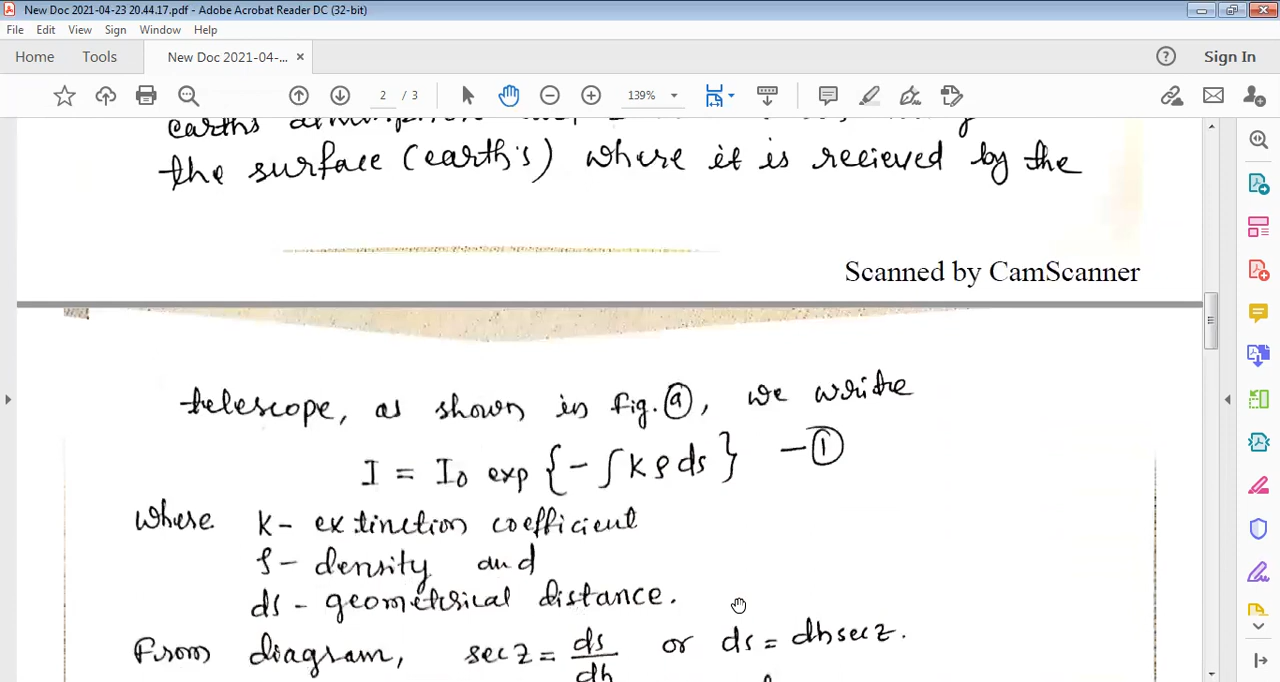 New Doc 2021-04-23 20.44.17.pdf - Adobe Acrobat Reader DC (32-bit)
File Edit View Sign Window Help
Home Tools New Doc 2021-04-... × Sign In
2 / 3 139%
earths
the surface (earth's) where it is recieved by the
Scanned by CamScanner
telescope, as shown in fig. ⓐ, we write
I = I₀ exp { - ∫ K ρ ds } - ①
Where K - extinction coefficient
ρ - density and
ds - geometrical distance.
From diagram, sec z = ds/dh or ds = dh sec z.